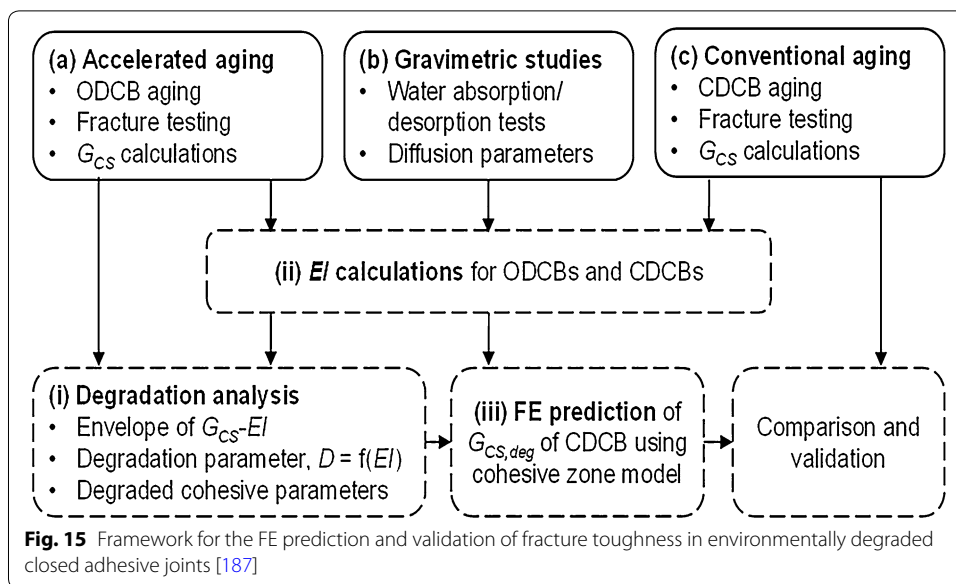 (a) Accelerated aging
• ODCB aging
• Fracture testing
• GCS calculations
(b) Gravimetric studies
• Water absorption/
desorption tests
• Diffusion parameters
(c) Conventional aging
• CDCB aging
• Fracture testing
• GCS calculations
(ii) EI calculations for ODCBs and CDCBs
(i) Degradation analysis
• Envelope of GCS-EI
• Degradation parameter, D = f(EI)
• Degraded cohesive parameters
(iii) FE prediction of
GCS,deg of CDCB using
cohesive zone model
Comparison and
validation
Fig. 15 Framework for the FE prediction and validation of fracture toughness in environmentally degraded
closed adhesive joints [187]